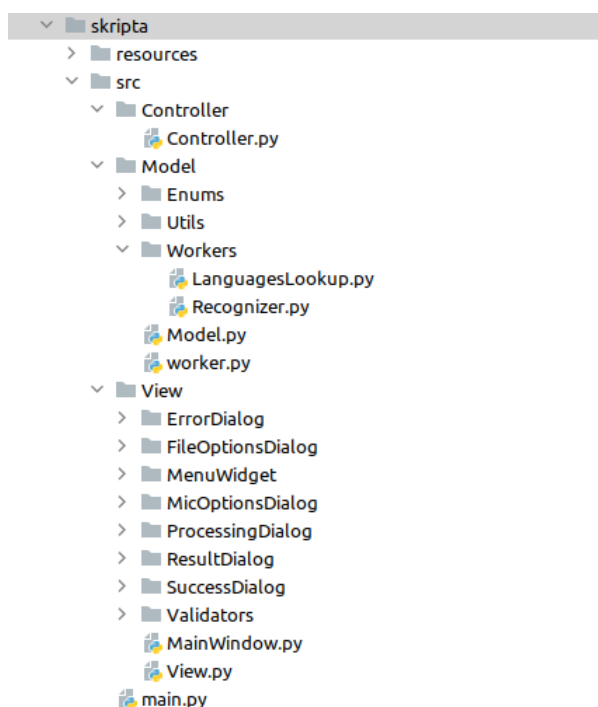 skripta
resources
src
Controller
Controller.py
Model
Enums
Utils
Workers
LanguagesLookup.py
Recognizer.py
Model.py
worker.py
View
ErrorDialog
FileOptionsDialog
MenuWidget
MicOptionsDialog
ProcessingDialog
ResultDialog
SuccessDialog
Validators
MainWindow.py
View.py
main.py